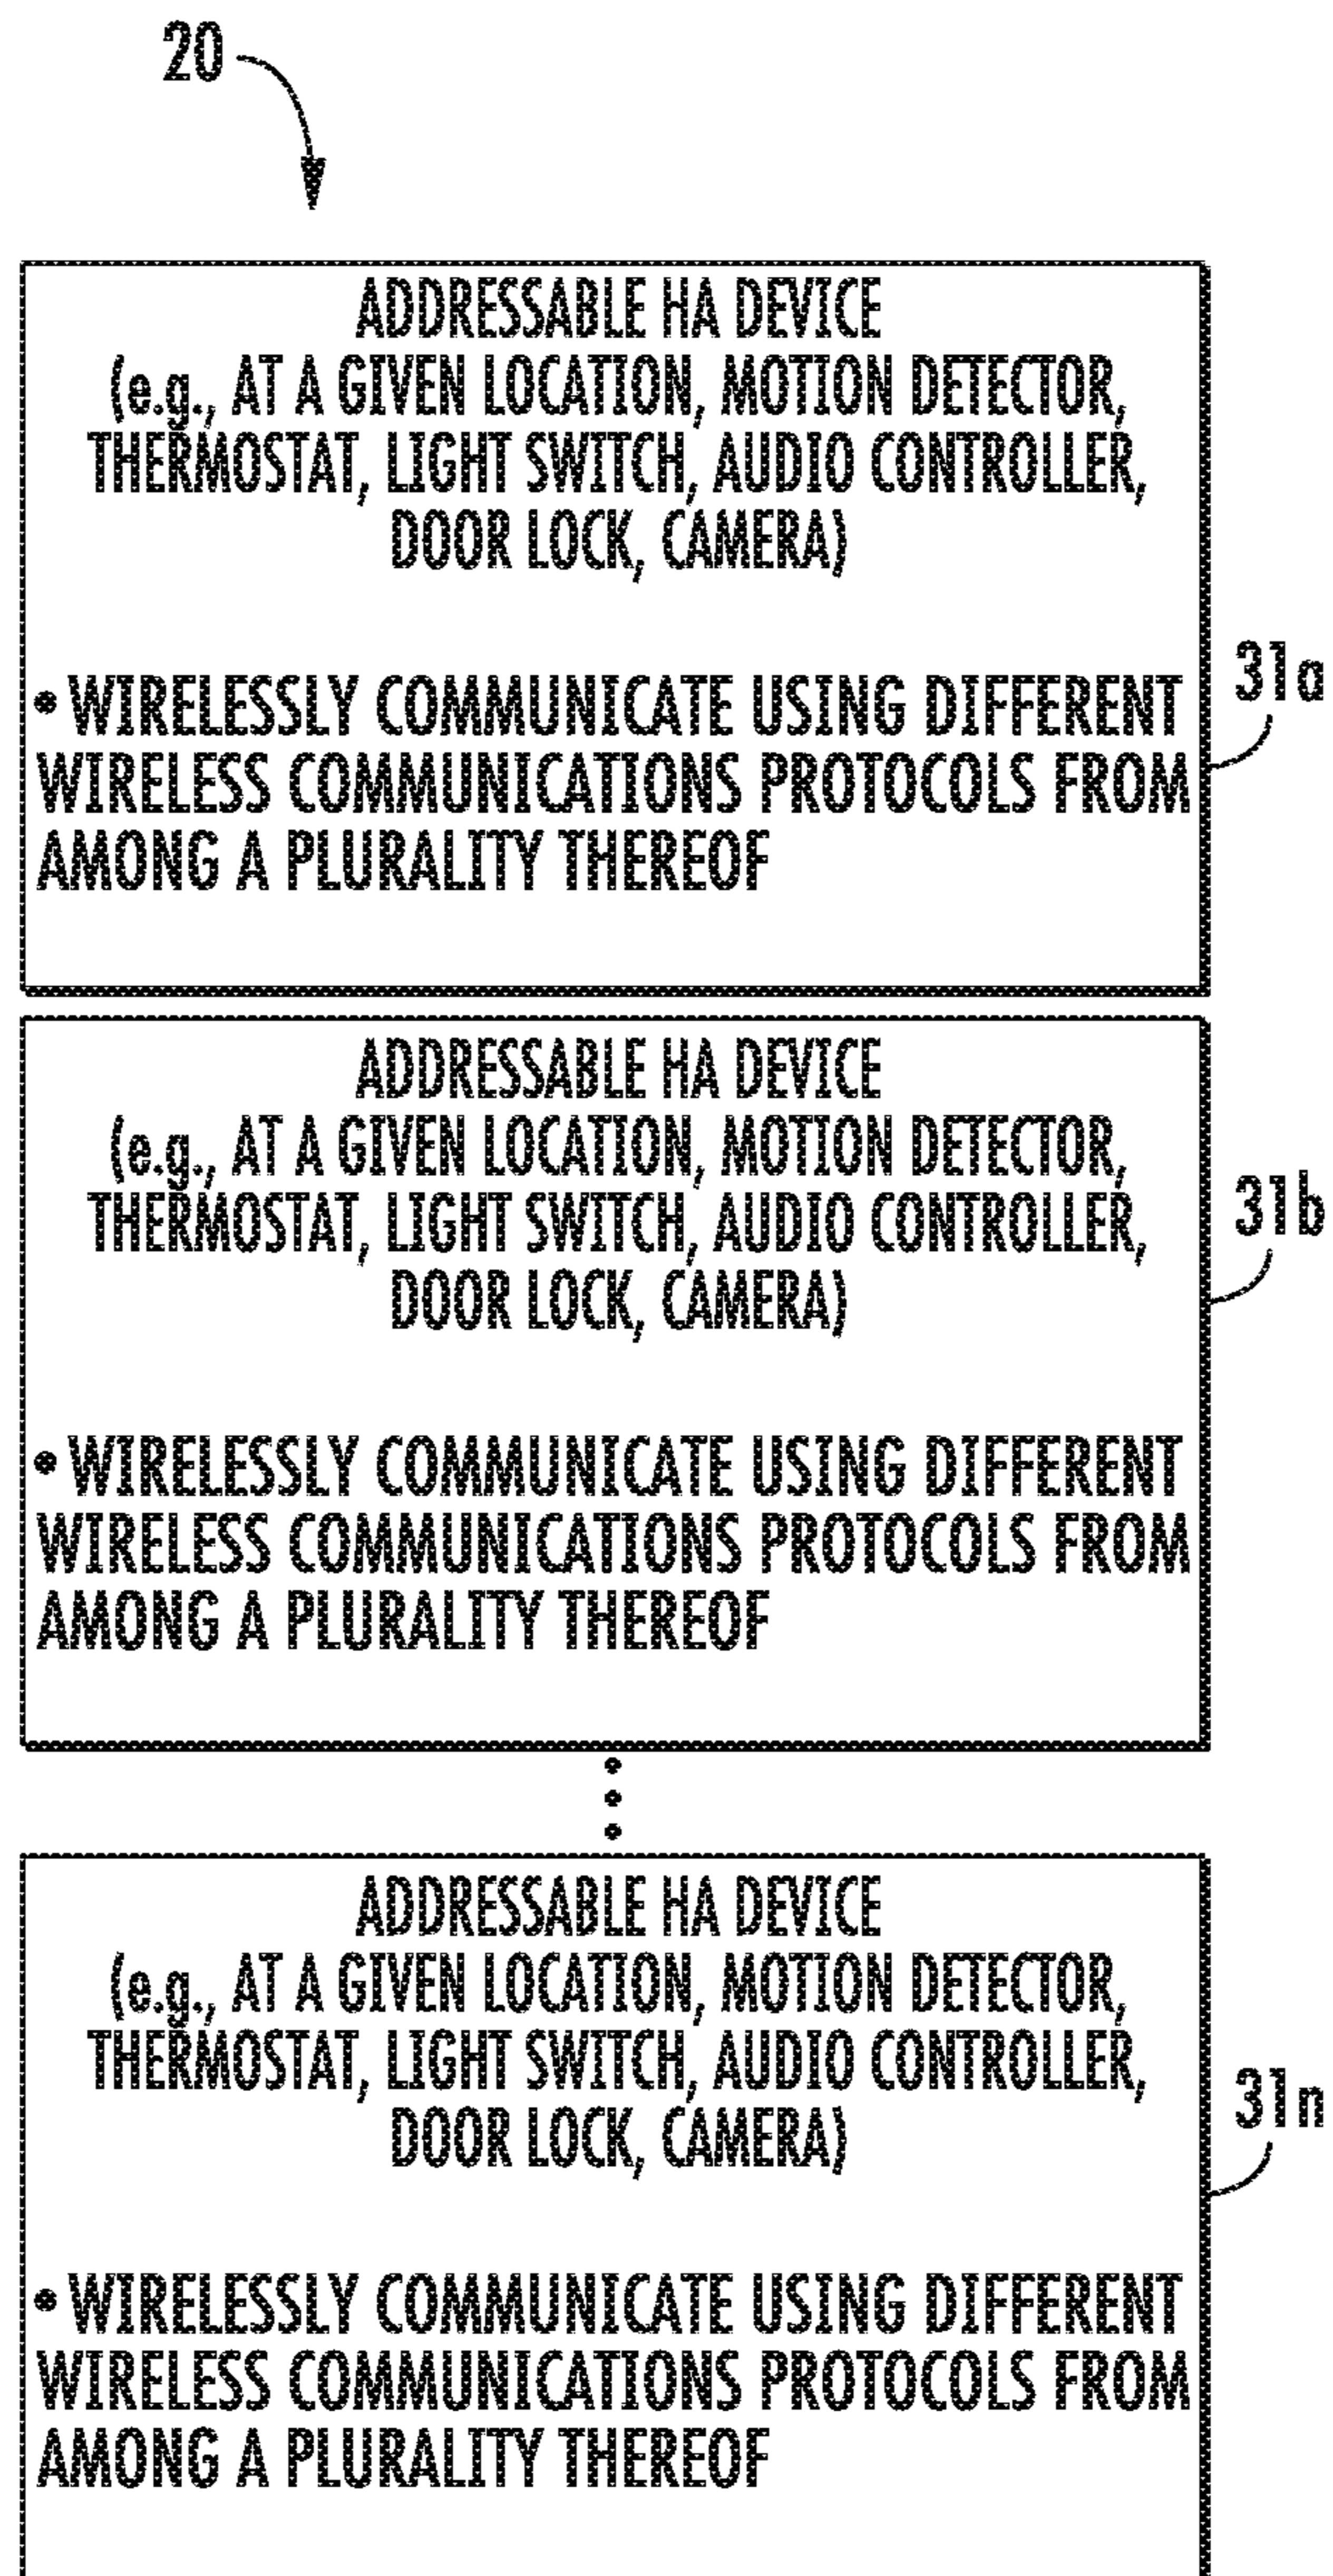 20
ADDRESSABLE HA DEVICE
(e.g., AT A GIVEN LOCATION, MOTION DETECTOR,
THERMOSTAT, LIGHT SWITCH, AUDIO CONTROLLER,
DOOR LOCK, CAMERA)
31a
• WIRELESSLY COMMUNICATE USING DIFFERENT
WIRELESS COMMUNICATIONS PROTOCOLS FROM
AMONG A PLURALITY THEREOF
ADDRESSABLE HA DEVICE
(e.g., AT A GIVEN LOCATION, MOTION DETECTOR,
THERMOSTAT, LIGHT SWITCH, AUDIO CONTROLLER,
DOOR LOCK, CAMERA)
31b
• WIRELESSLY COMMUNICATE USING DIFFERENT
WIRELESS COMMUNICATIONS PROTOCOLS FROM
AMONG A PLURALITY THEREOF
ADDRESSABLE HA DEVICE
(e.g., AT A GIVEN LOCATION, MOTION DETECTOR,
THERMOSTAT, LIGHT SWITCH, AUDIO CONTROLLER,
DOOR LOCK, CAMERA)
31n
• WIRELESSLY COMMUNICATE USING DIFFERENT
WIRELESS COMMUNICATIONS PROTOCOLS FROM
AMONG A PLURALITY THEREOF